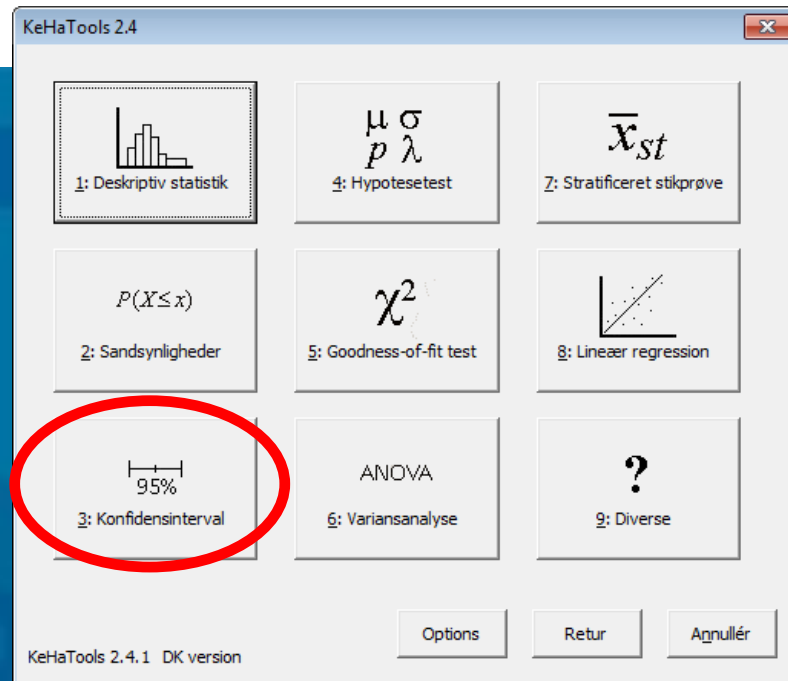 KeHaTools 2.4
1: Deskriptiv statistik
μ σ
p λ
4: Hypotesetest
x̅st
7: Stratificeret stikprøve
P(X≤x)
2: Sandsynligheder
χ²
5: Goodness-of-fit test
8: Lineær regression
95%
3: Konfidensinterval
ANOVA
6: Variansanalyse
?
9: Diverse
Options
Retur
Annullér
KeHaTools 2.4.1 DK version